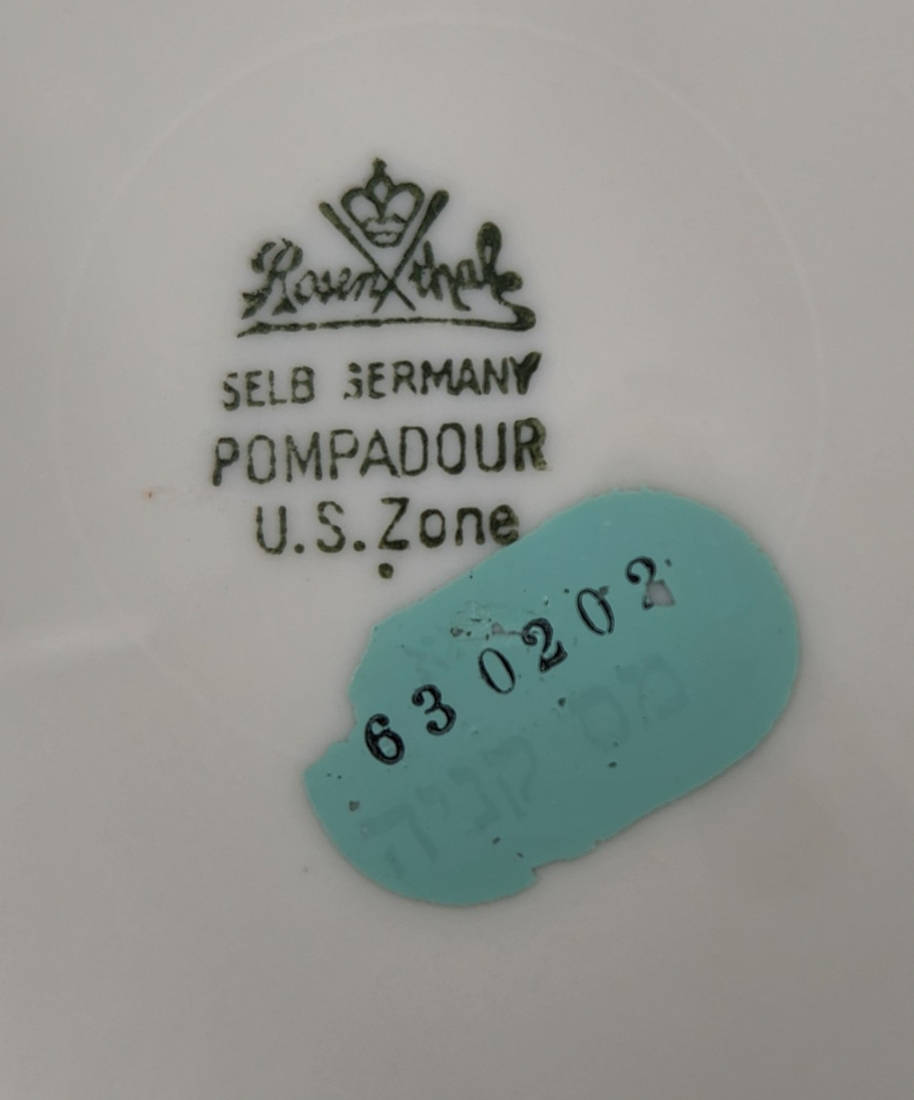 Rosenthal
SELB GERMANY
POMPADOUR
U.S.Zone
630202
מס קניה